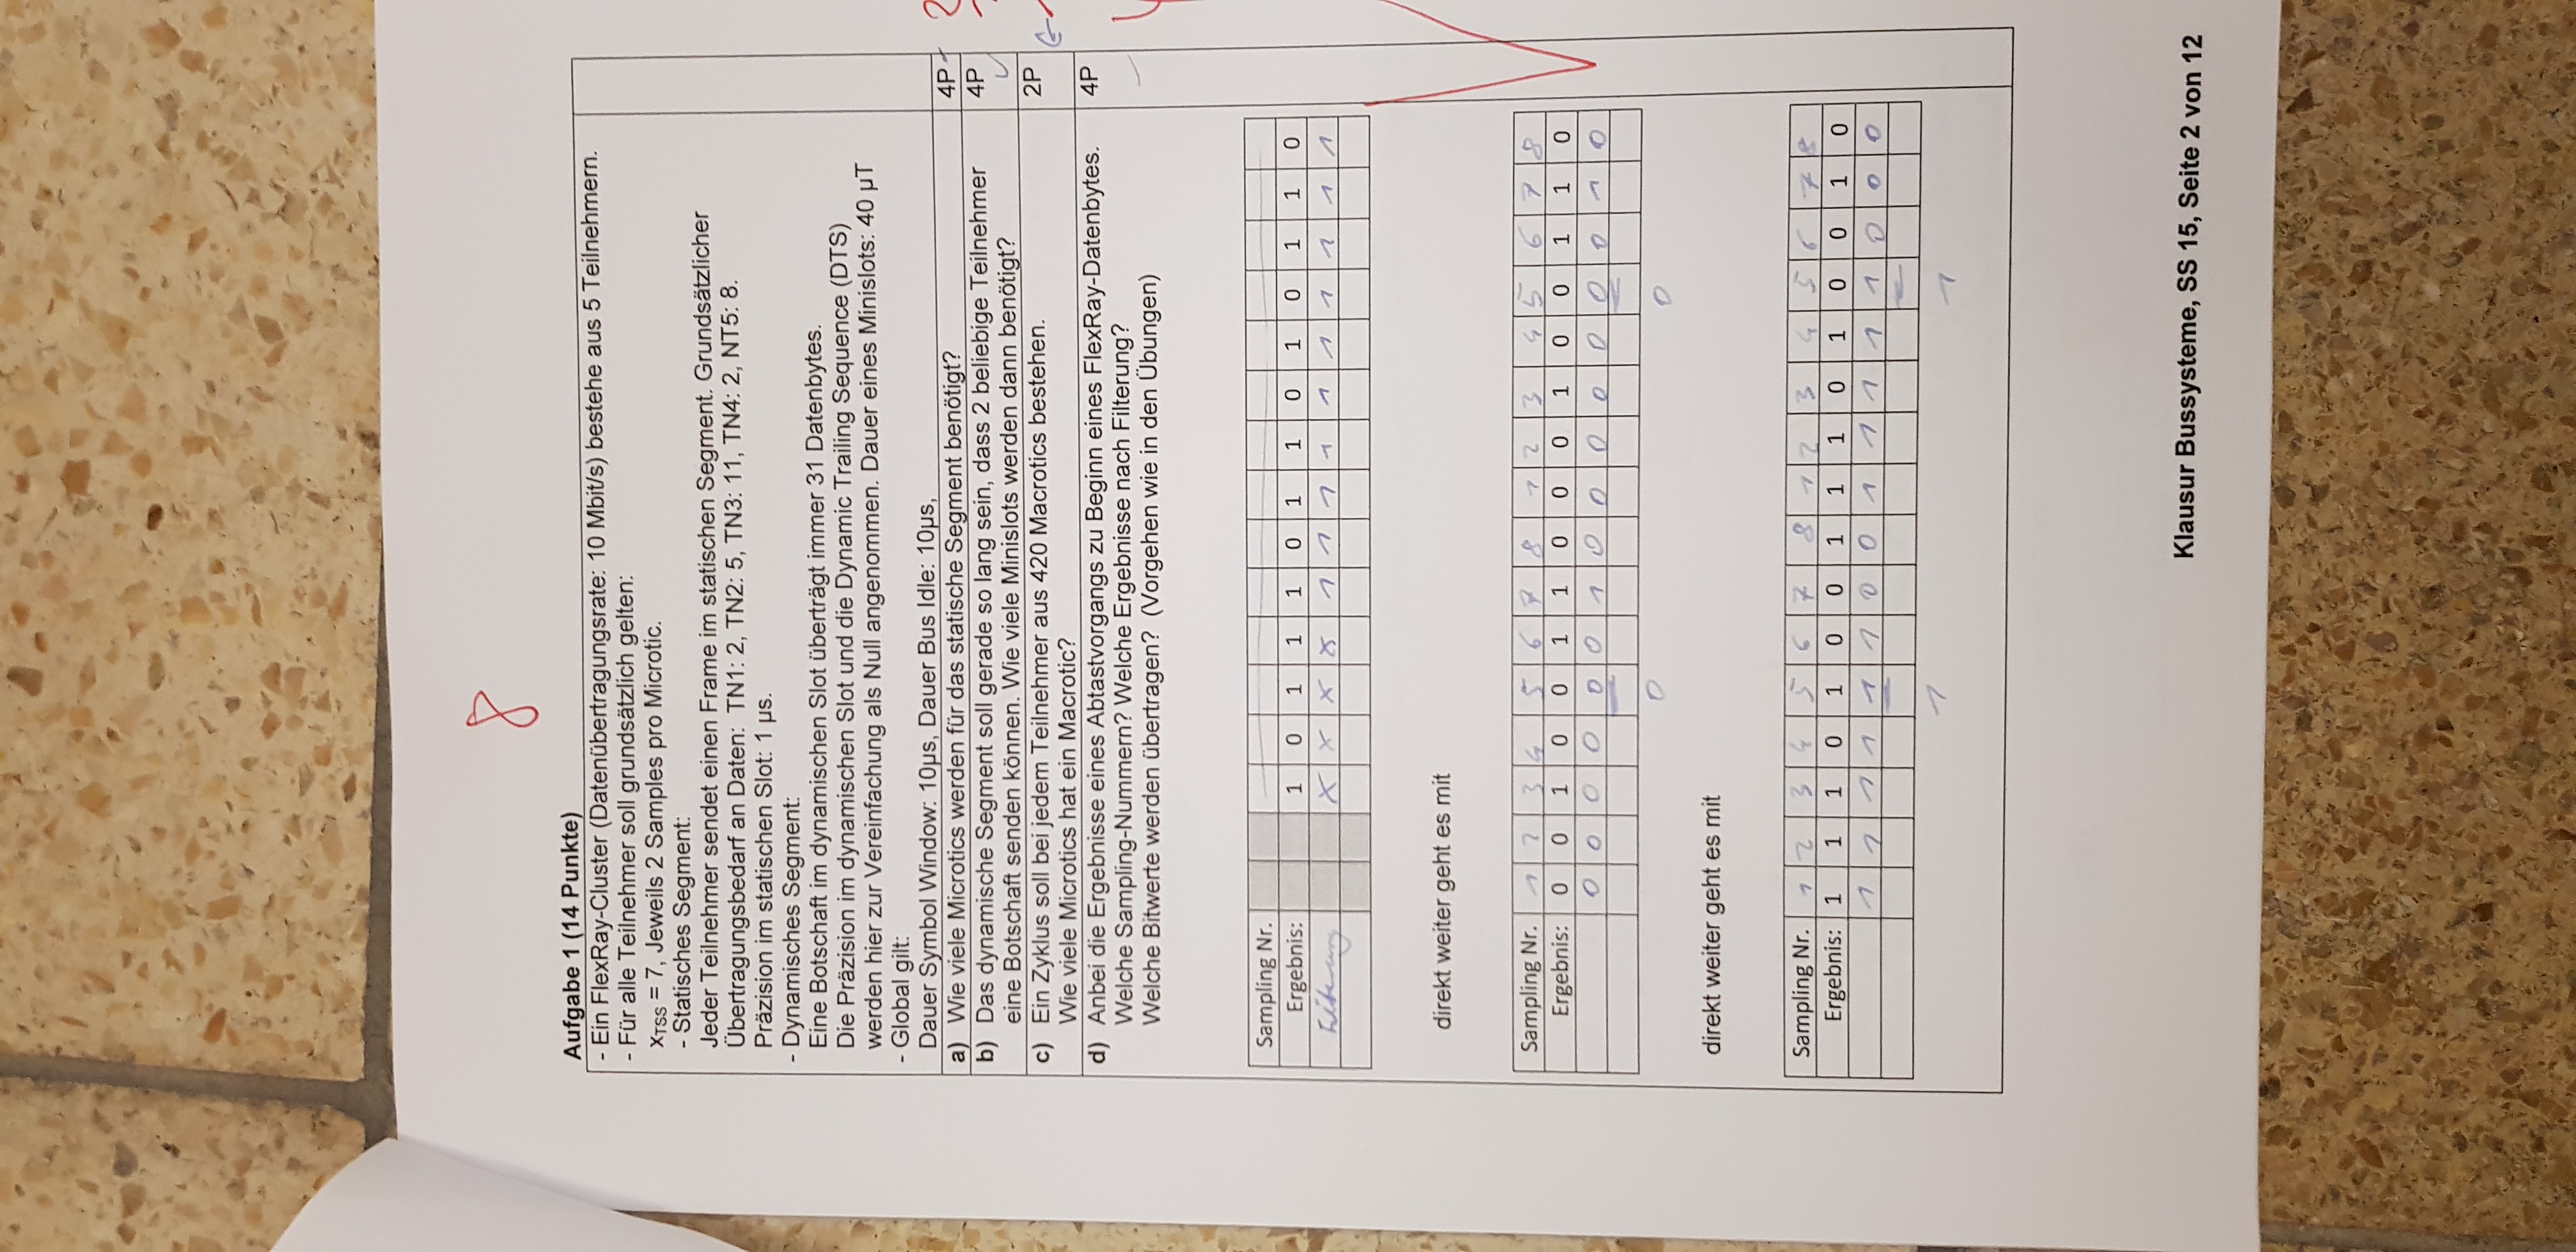 8
Aufgabe 1 (14 Punkte)
- Ein FlexRay-Cluster (Datenübertragungsrate: 10 Mbit/s) bestehe aus 5 Teilnehmern.
- Für alle Teilnehmer soll grundsätzlich gelten:
xTSS = 7, Jeweils 2 Samples pro Microtic.
- Statisches Segment:
Jeder Teilnehmer sendet einen Frame im statischen Segment. Grundsätzlicher
Übertragungsbedarf an Daten: TN1: 2, TN2: 5, TN3: 11, TN4: 2, NT5: 8.
Präzision im statischen Slot: 1 µs.
- Dynamisches Segment:
Eine Botschaft im dynamischen Slot überträgt immer 31 Datenbytes.
Die Präzision im dynamischen Slot und die Dynamic Trailing Sequence (DTS)
werden hier zur Vereinfachung als Null angenommen. Dauer eines Minislots: 40 µT
- Global gilt:
Dauer Symbol Window: 10µs, Dauer Bus Idle: 10µs,
a) Wie viele Microtics werden für das statische Segment benötigt? 4P
b) Das dynamische Segment soll gerade so lang sein, dass 2 beliebige Teilnehmer 4P
eine Botschaft senden können. Wie viele Minislots werden dann benötigt?
c) Ein Zyklus soll bei jedem Teilnehmer aus 420 Macrotics bestehen. 2P
Wie viele Microtics hat ein Macrotic?
d) Anbei die Ergebnisse eines Abtastvorgangs zu Beginn eines FlexRay-Datenbytes. 4P
Welche Sampling-Nummern? Welche Ergebnisse nach Filterung?
Welche Bitwerte werden übertragen? (Vorgehen wie in den Übungen)
Sampling Nr.
Ergebnis: 1 0 1 1 1 0 1 1 0 1 0 1 1 0
Filterung x x x x 1 1 1 1 1 1 1 1 1 1
direkt weiter geht es mit
Sampling Nr. 1 2 3 4 5 6 7 8 1 2 3 4 5 6 7 8
Ergebnis: 0 0 1 0 0 1 1 0 0 0 1 0 0 1 1 0
0 0 0 0 0 0 1 0 0 0 0 0 0 0 1 0
0 0
direkt weiter geht es mit
Sampling Nr. 1 2 3 4 5 6 7 8 1 2 3 4 5 6 7 8
Ergebnis: 1 1 1 0 1 0 0 1 1 1 0 1 0 0 1 0
1 1 1 1 1 1 0 0 1 1 1 1 1 0 0 0
1 1
Klausur Bussysteme, SS 15, Seite 2 von 12